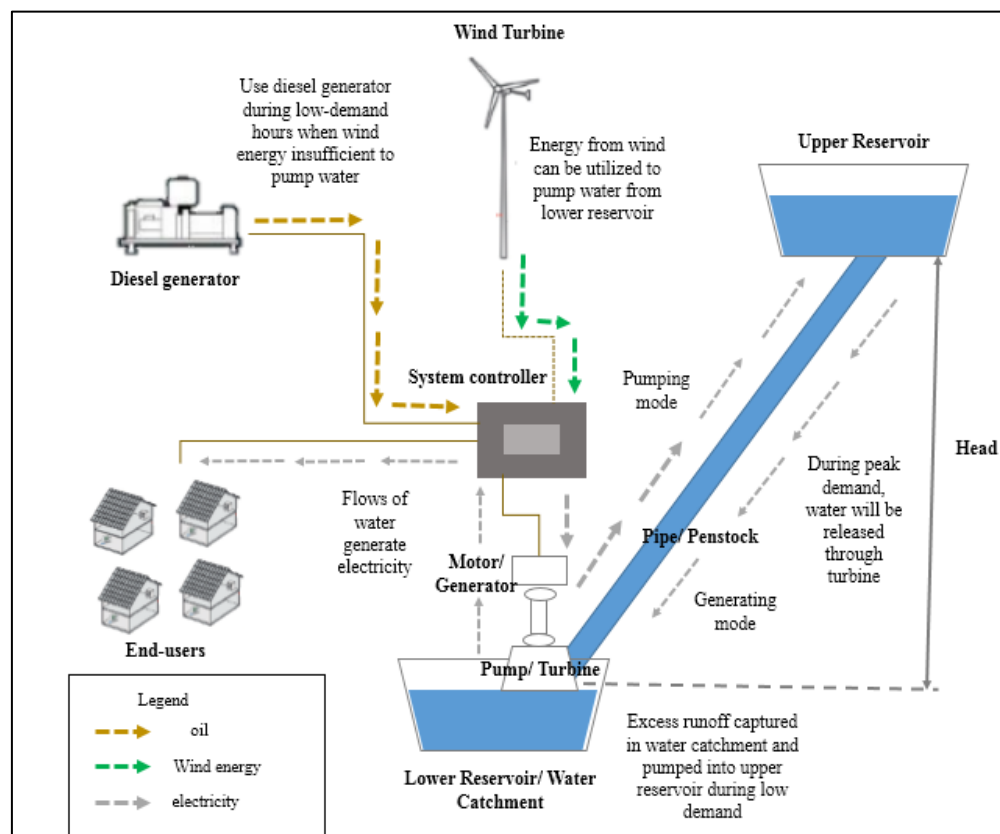 Wind Turbine
Use diesel generator
during low-demand
hours when wind
energy insufficient to
pump water
Energy from wind
can be utilized to
pump water from
lower reservoir
Upper Reservoir
Diesel generator
System controller
Pumping
mode
Head
During peak
demand,
water will be
released
through
turbine
Flows of
water
generate
electricity
Motor/
Generator
Pipe/ Penstock
Generating
mode
End-users
Pump/ Turbine
Legend
oil
Wind energy
electricity
Lower Reservoir/ Water
Catchment
Excess runoff captured
in water catchment and
pumped into upper
reservoir during low
demand